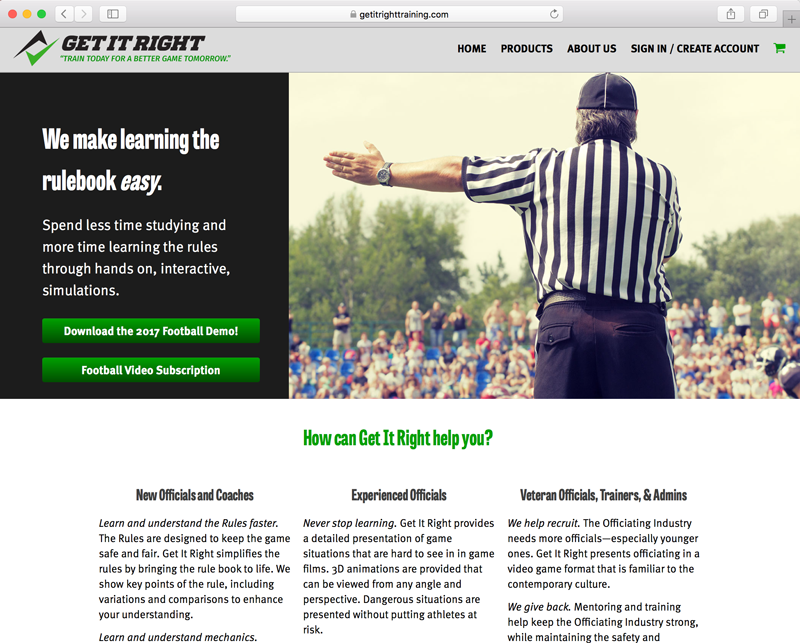 getitrighttraining.com
GET IT RIGHT
"TRAIN TODAY FOR A BETTER GAME TOMORROW."
HOME PRODUCTS ABOUT US SIGN IN / CREATE ACCOUNT
We make learning the
rulebook easy.
Spend less time studying and
more time learning the rules
through hands on, interactive,
simulations.
Download the 2017 Football Demo!
Football Video Subscription
How can Get It Right help you?
New Officials and Coaches
Learn and understand the Rules faster.
The Rules are designed to keep the game
safe and fair. Get It Right simplifies the
rules by bringing the rule book to life. We
show key points of the rule, including
variations and comparisons to enhance
your understanding.
Learn and understand mechanics.
Experienced Officials
Never stop learning. Get It Right provides
a detailed presentation of game
situations that are hard to see in in game
films. 3D animations are provided that
can be viewed from any angle and
perspective. Dangerous situations are
presented without putting athletes at
risk.
Veteran Officials, Trainers, & Admins
We help recruit. The Officiating Industry
needs more officials—especially younger
ones. Get It Right presents officiating in a
video game format that is familiar to the
contemporary culture.
We give back. Mentoring and training
help keep the Officiating Industry strong,
while maintaining the safety and